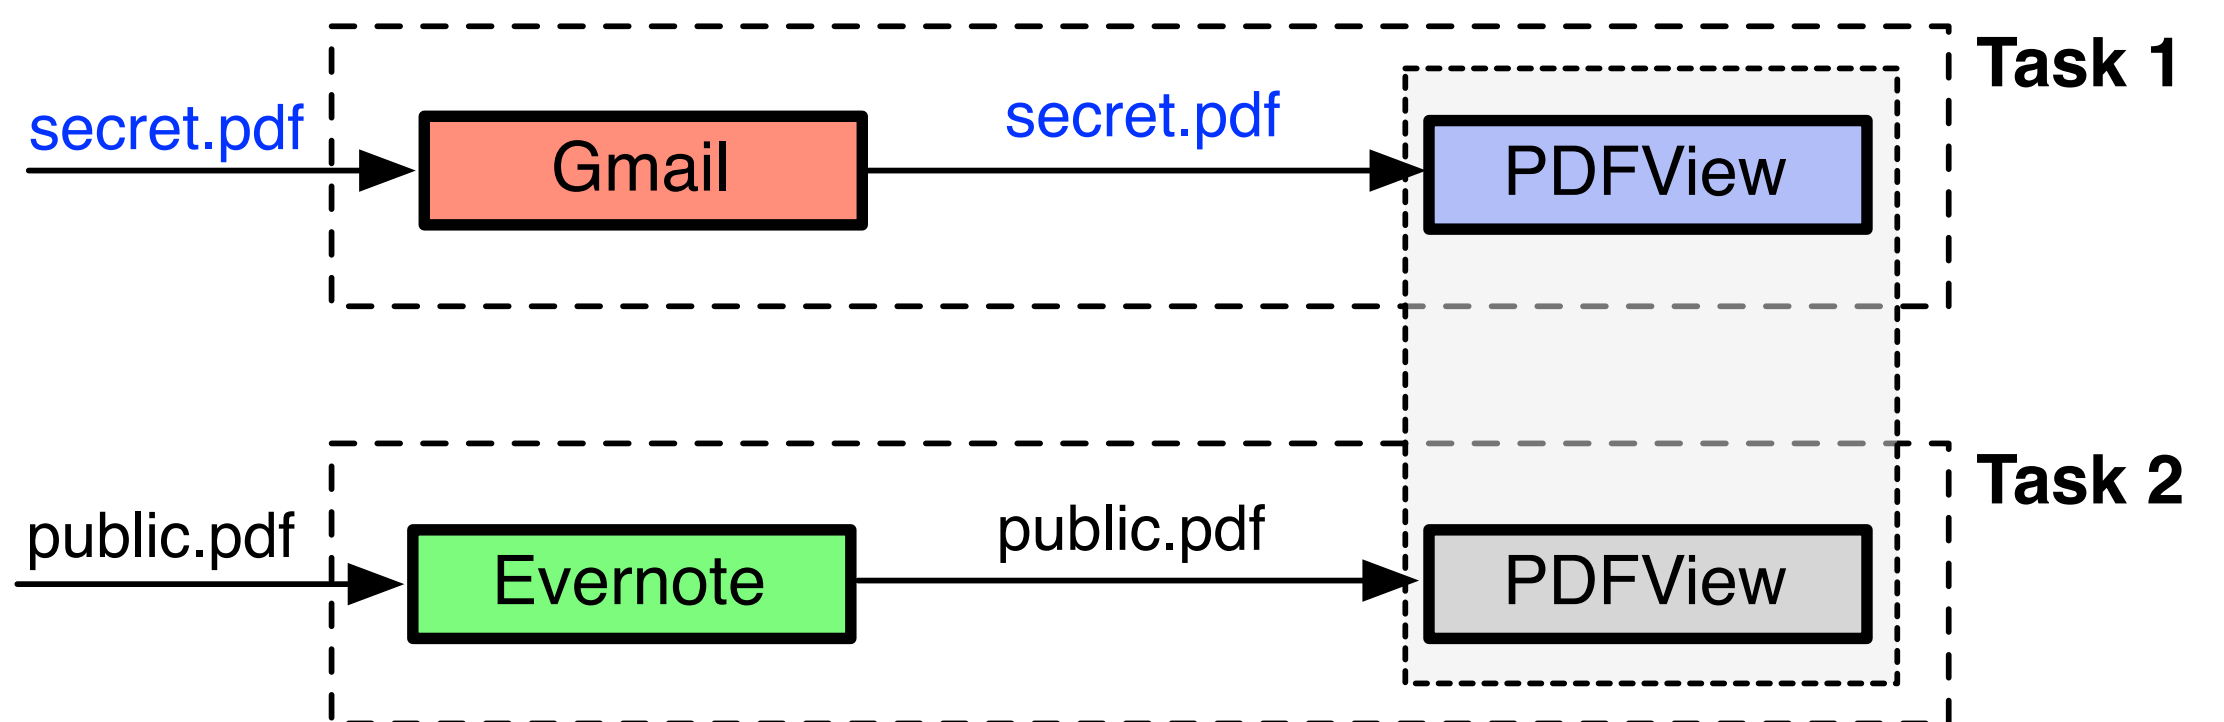 Task 1
secret.pdf
secret.pdf
Gmail
PDFView
Task 2
public.pdf
public.pdf
Evernote
PDFView